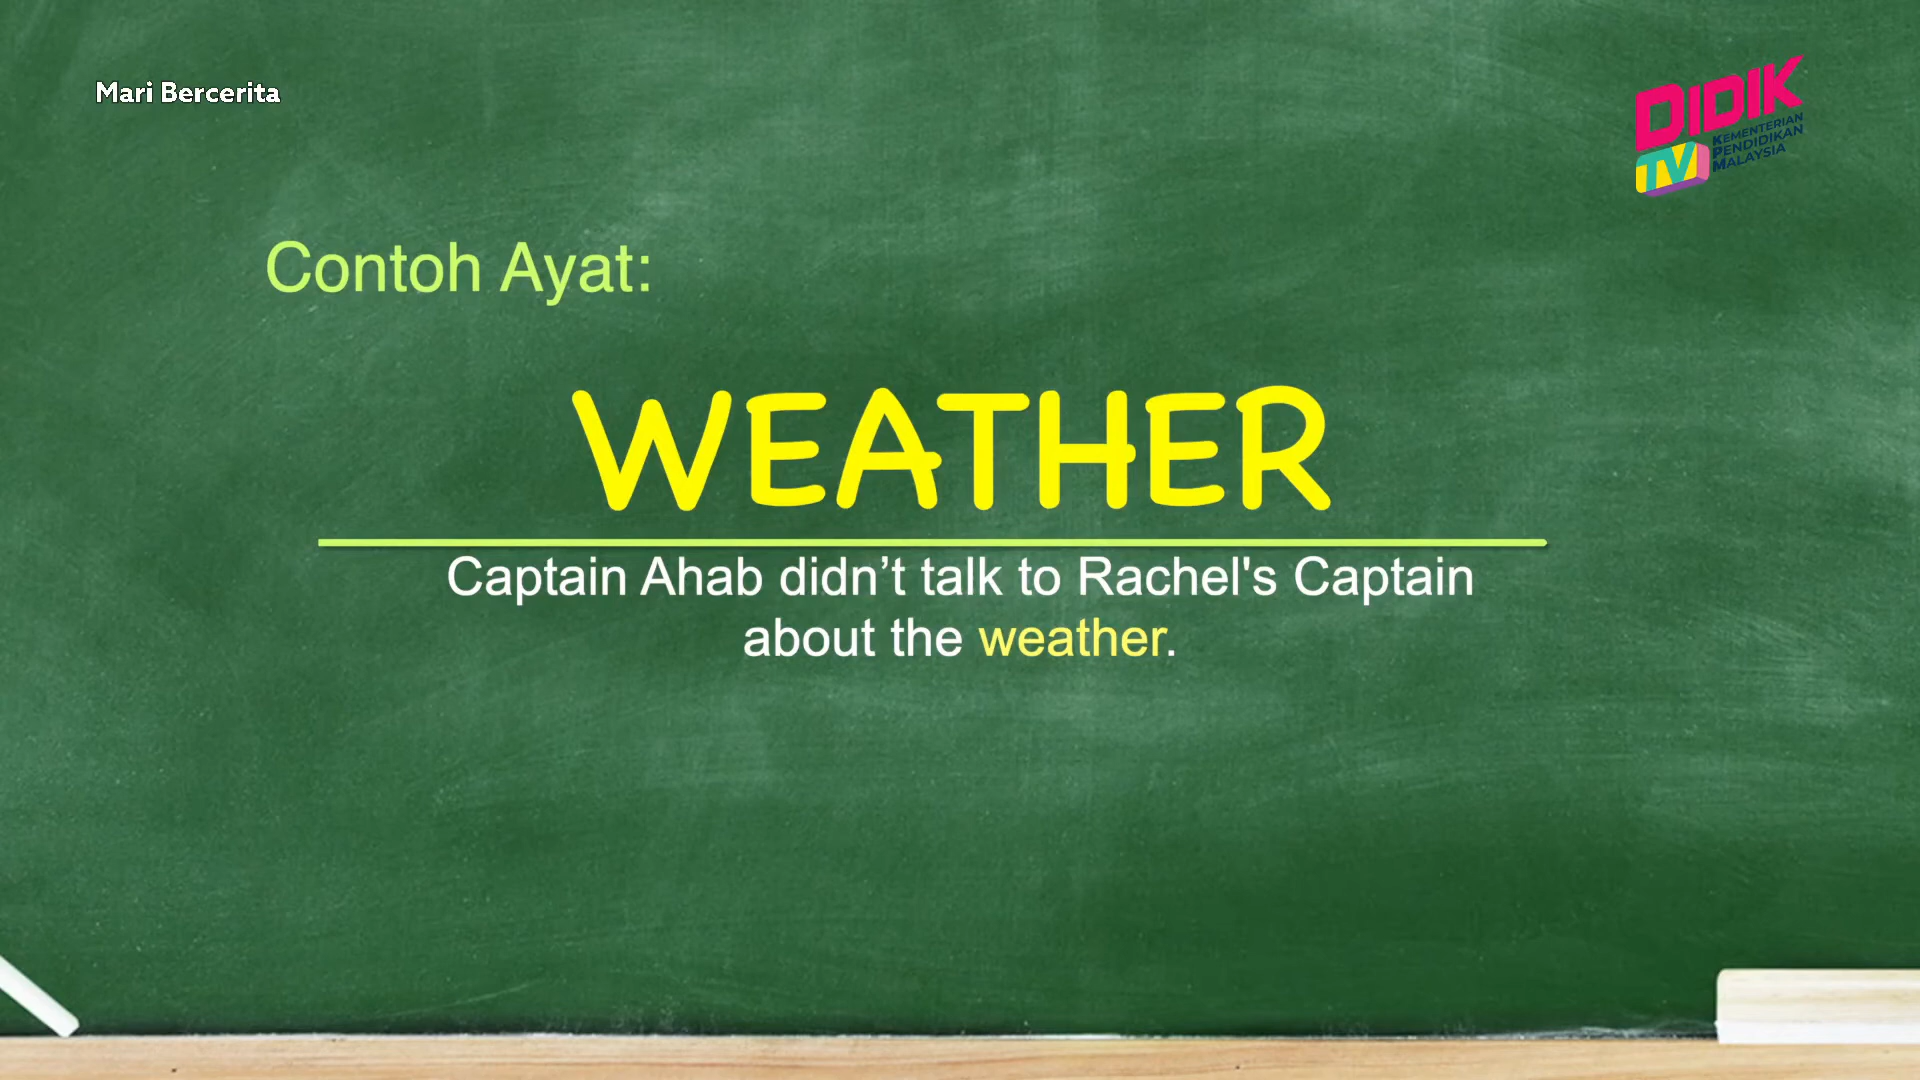 Mari Bercerita
DIDIK
TV
KEMENTERIAN
PENDIDIKAN
MALAYSIA
Contoh Ayat:
WEATHER
Captain Ahab didn’t talk to Rachel's Captain
about the weather.